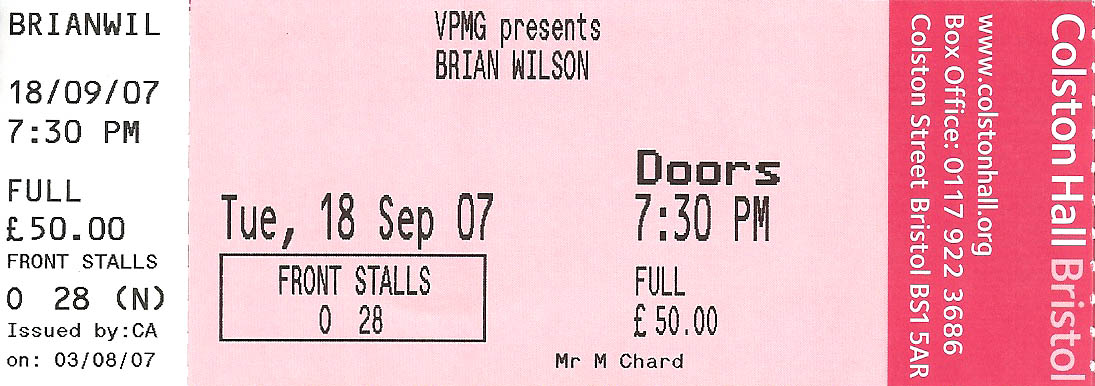 BRIANWIL
18/09/07
7:30 PM
FULL
£50.00
FRONT STALLS
O 28 (N)
Issued by:CA
on: 03/08/07
VPMG presents
BRIAN WILSON
Doors
Tue, 18 Sep 07
7:30 PM
FRONT STALLS
O 28
FULL
£50.00
Mr M Chard
Colston Hall Bristol
www.colstonhall.org
Box Office: 0117 922 3686
Colston Street Bristol BS1 5AR